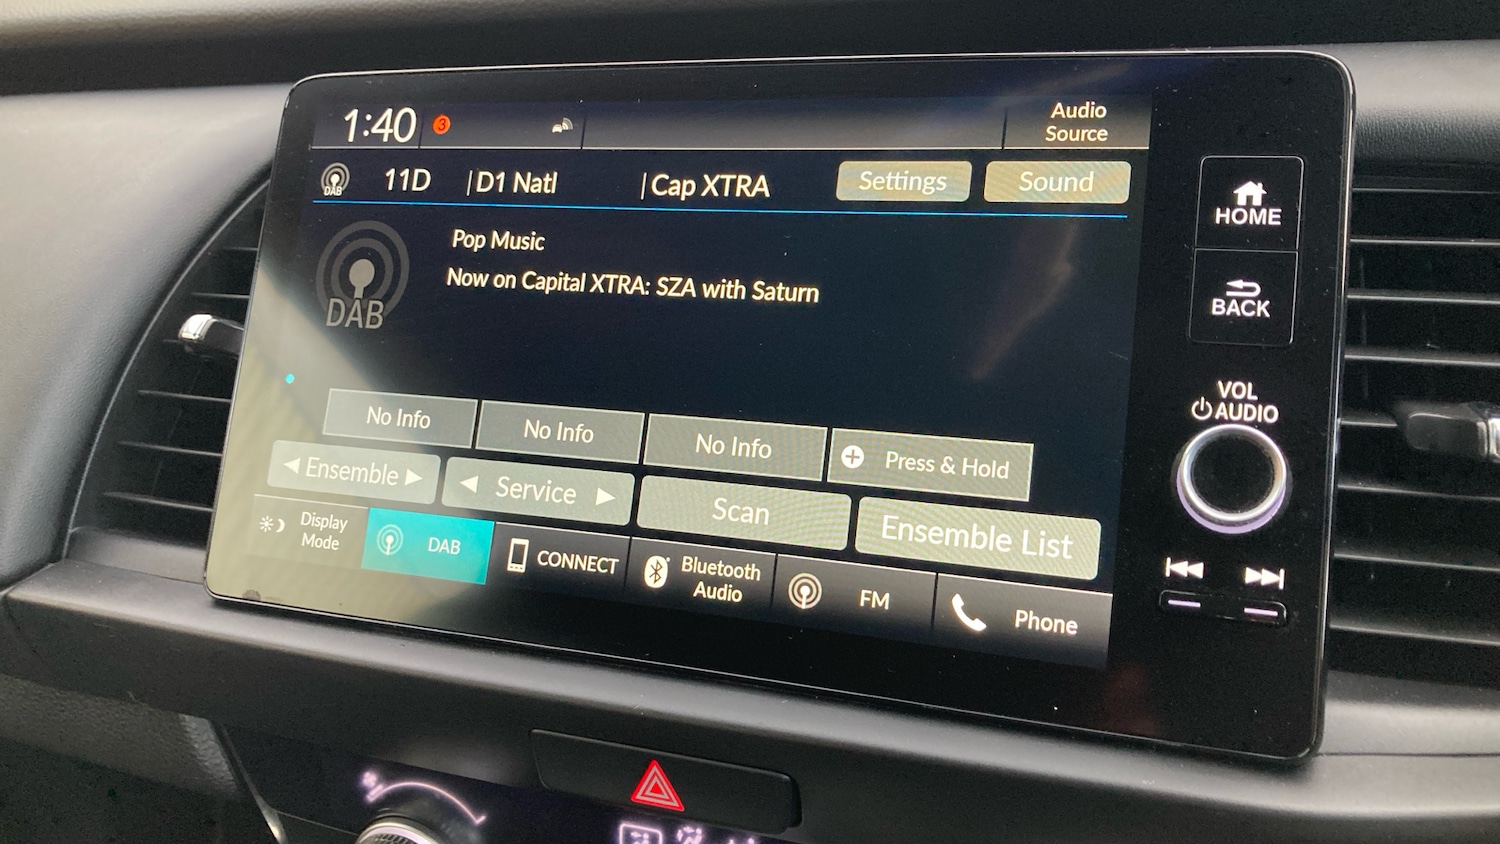 1:40
3
Audio
Source
DAB
11D
|D1 Natl
|Cap XTRA
Settings
Sound
HOME
BACK
DAB
Pop Music
Now on Capital XTRA: SZA with Saturn
VOL
AUDIO
No Info
No Info
No Info
Press & Hold
Ensemble
Service
Scan
Ensemble List
Display
Mode
DAB
CONNECT
Bluetooth
Audio
FM
Phone